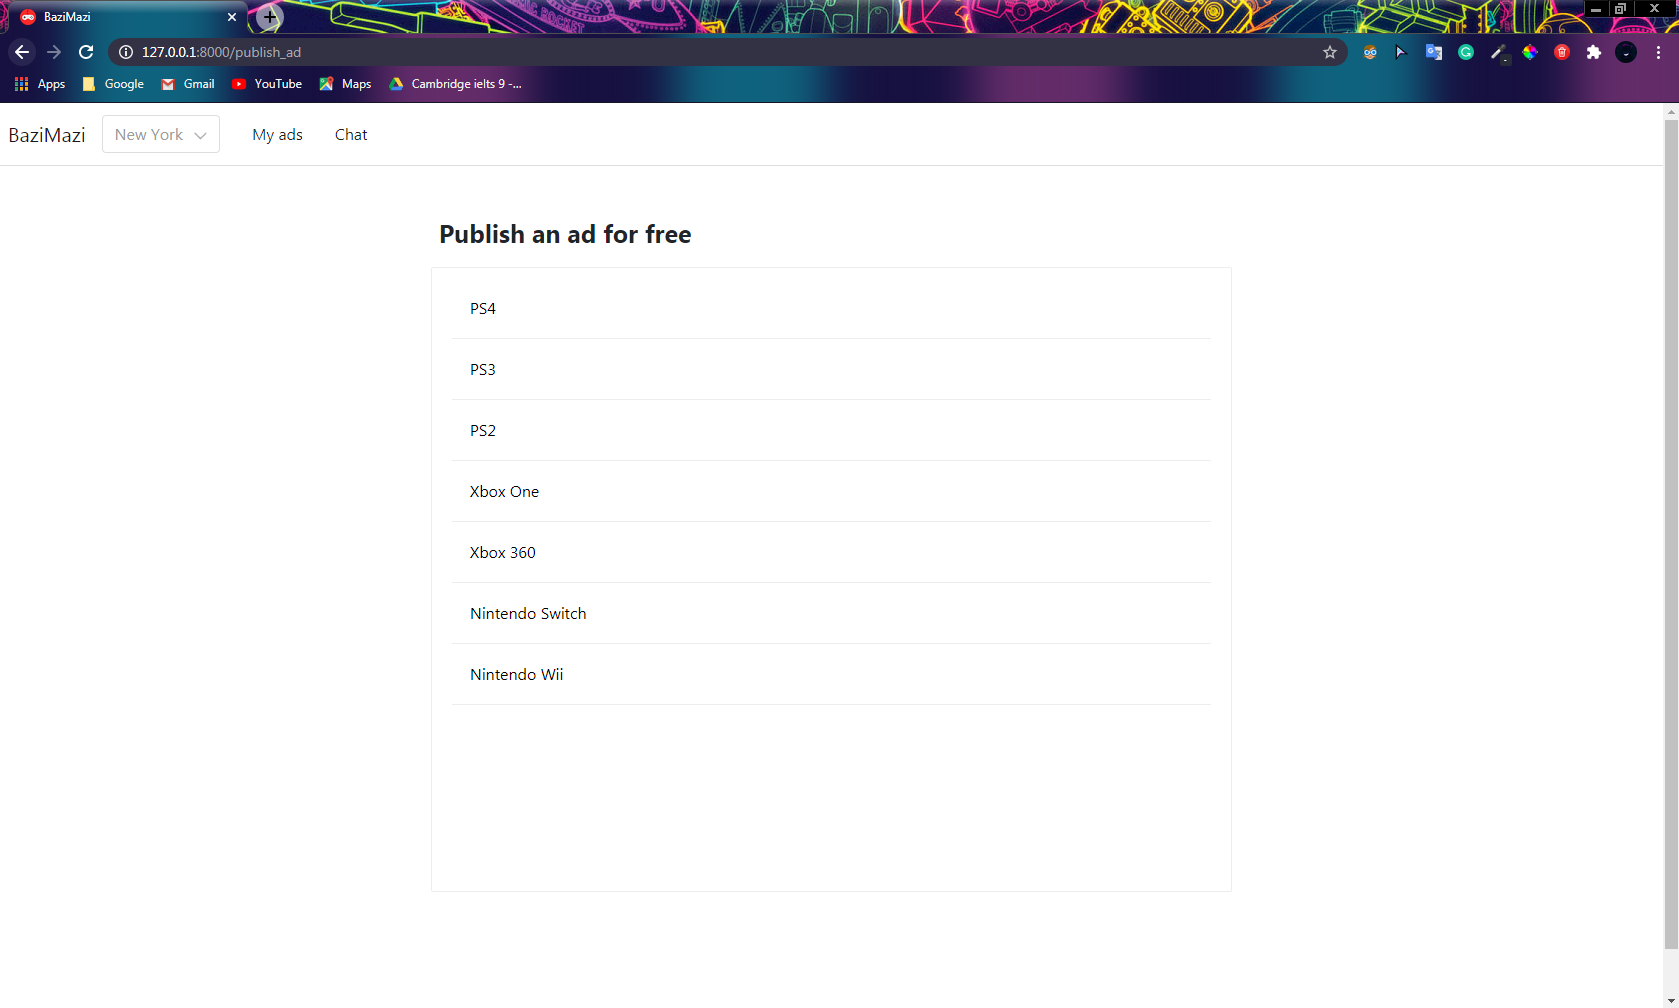 BaziMazi
127.0.0.1:8000/publish_ad
Apps Google Gmail YouTube Maps Cambridge ielts 9 -...
BaziMazi New York My ads Chat
Publish an ad for free
PS4
PS3
PS2
Xbox One
Xbox 360
Nintendo Switch
Nintendo Wii